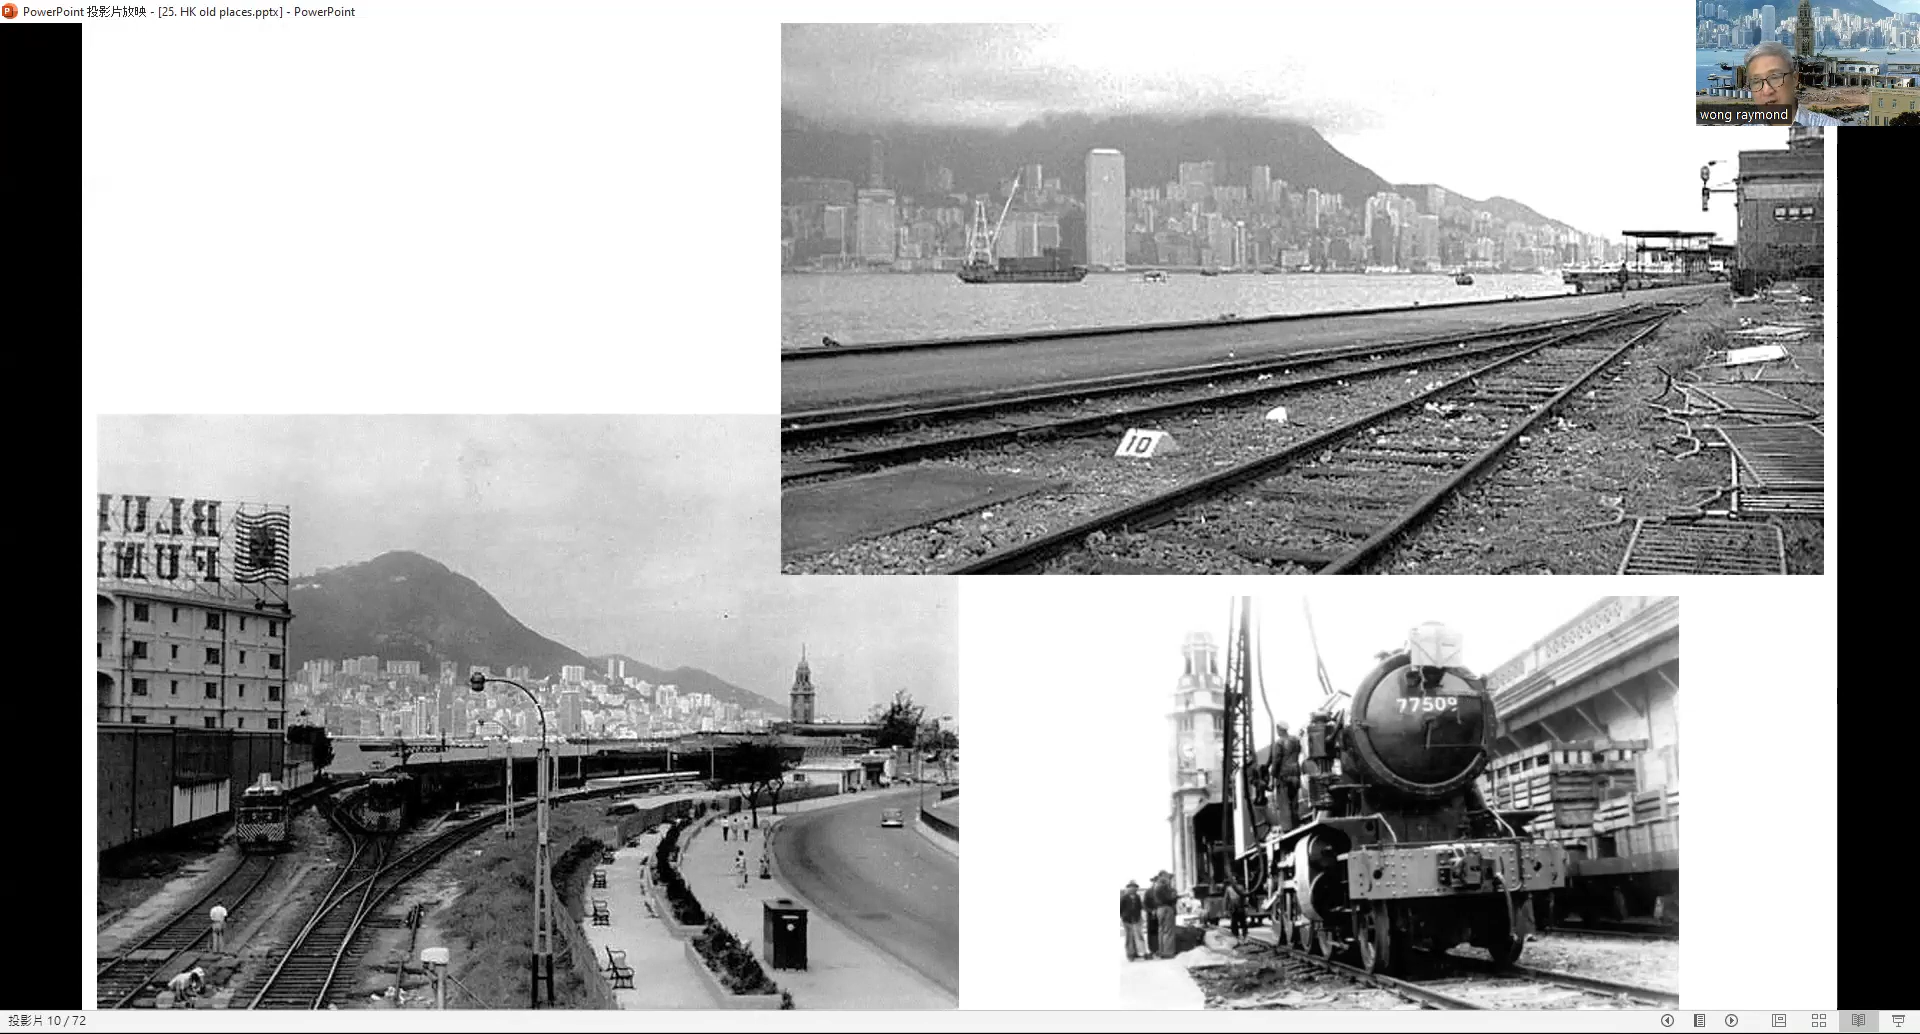 PowerPoint 投影片放映 - [25. HK old places.pptx] - PowerPoint
wong raymond
10
77509
投影片 10 / 72